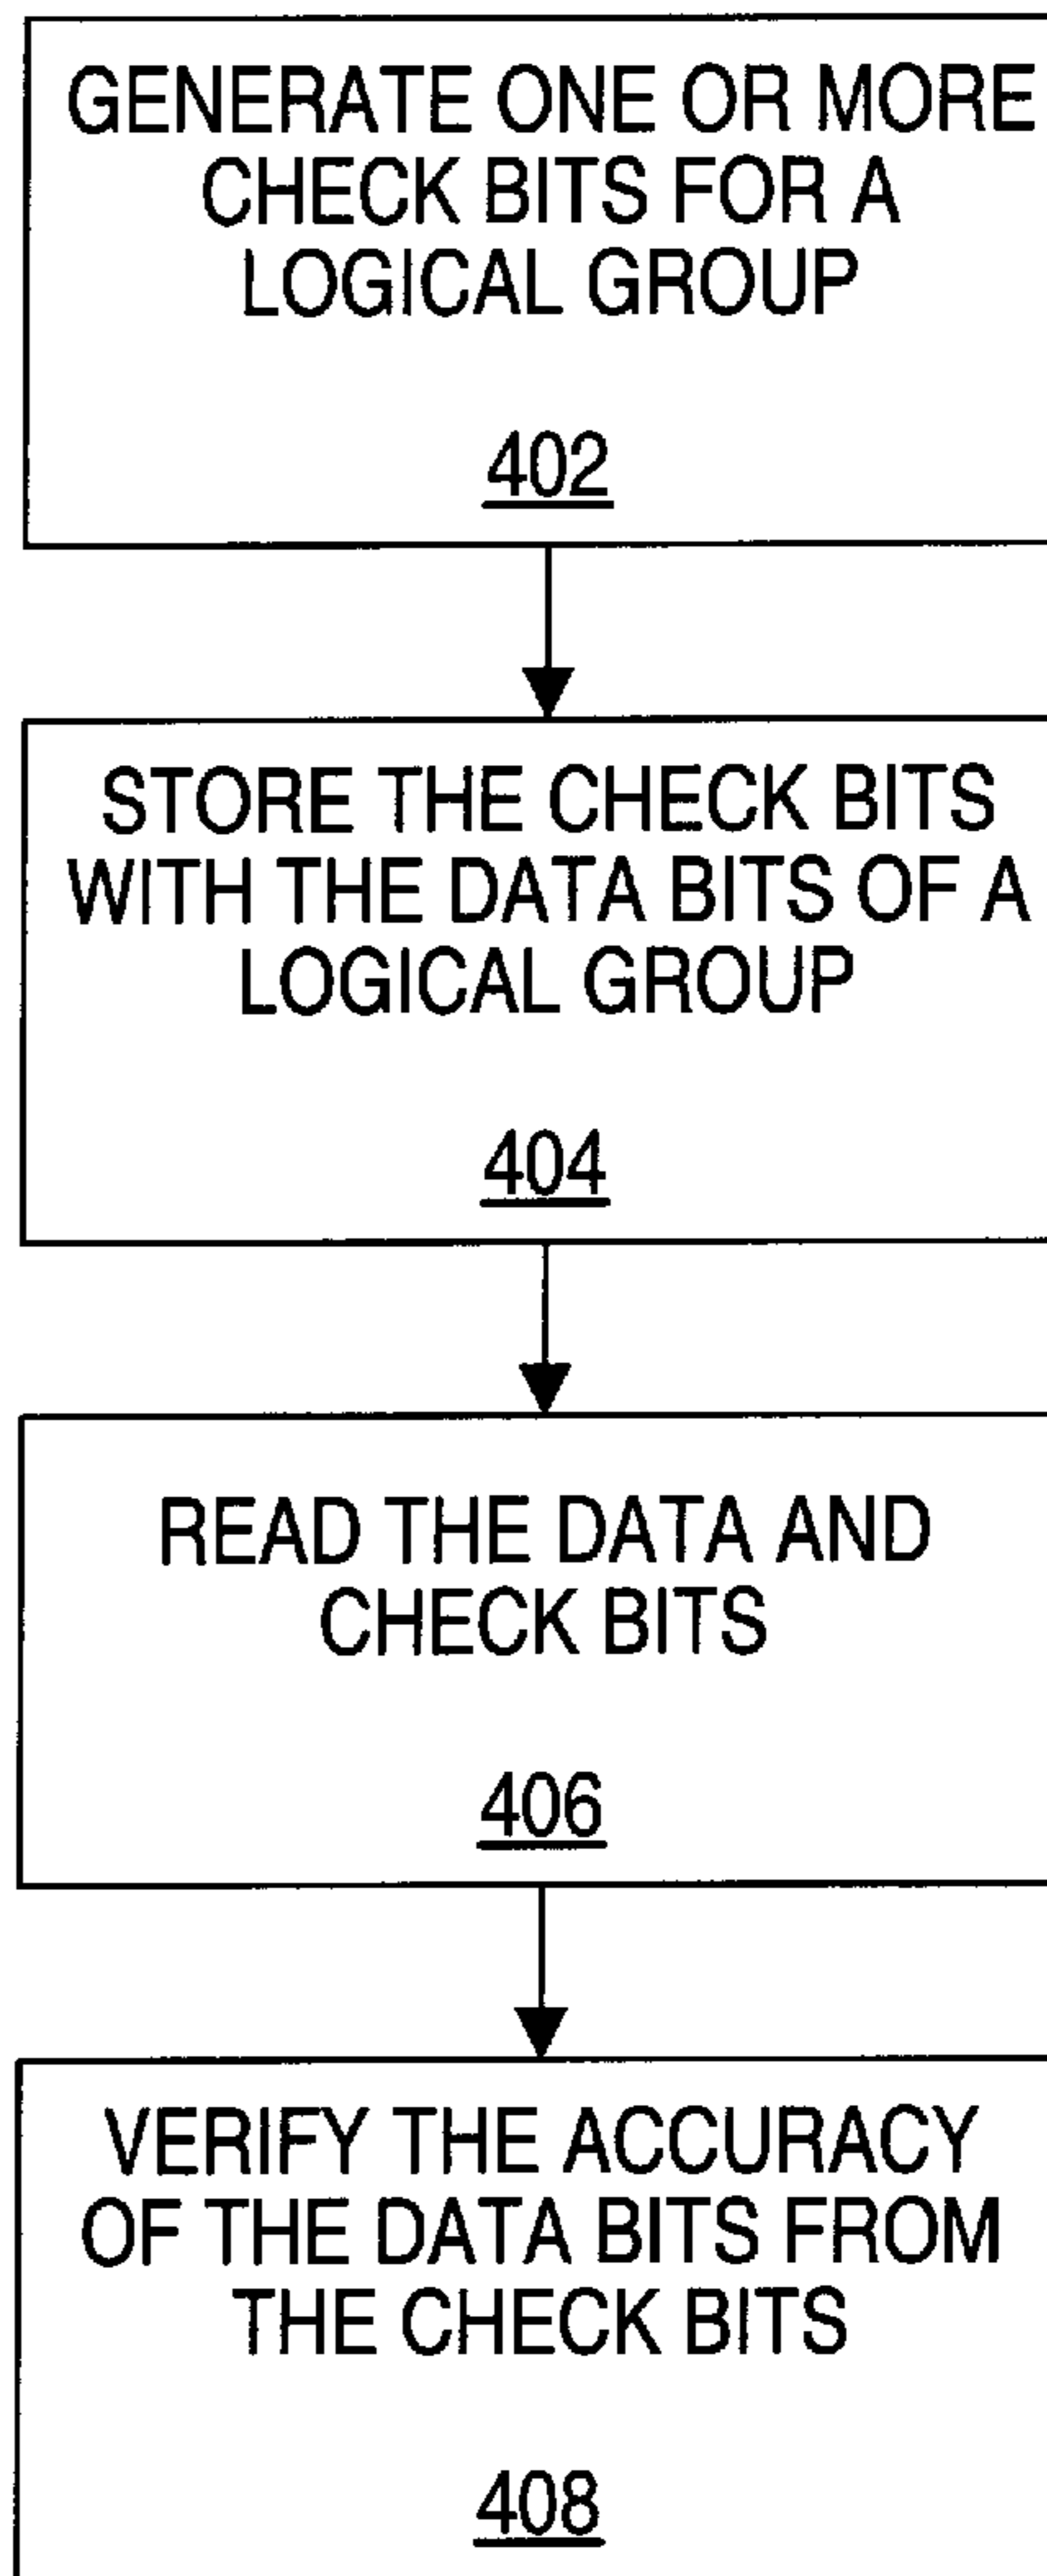 GENERATE ONE OR MORE
CHECK BITS FOR A
LOGICAL GROUP
402
STORE THE CHECK BITS
WITH THE DATA BITS OF A
LOGICAL GROUP
404
READ THE DATA AND
CHECK BITS
406
VERIFY THE ACCURACY
OF THE DATA BITS FROM
THE CHECK BITS
408